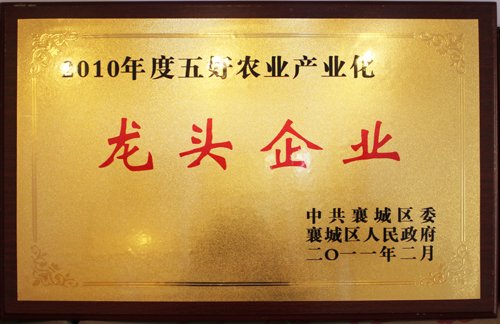 2010年度五好农业产业化
龙头企业
中共襄城区委
襄城区人民政府
二〇一一年二月